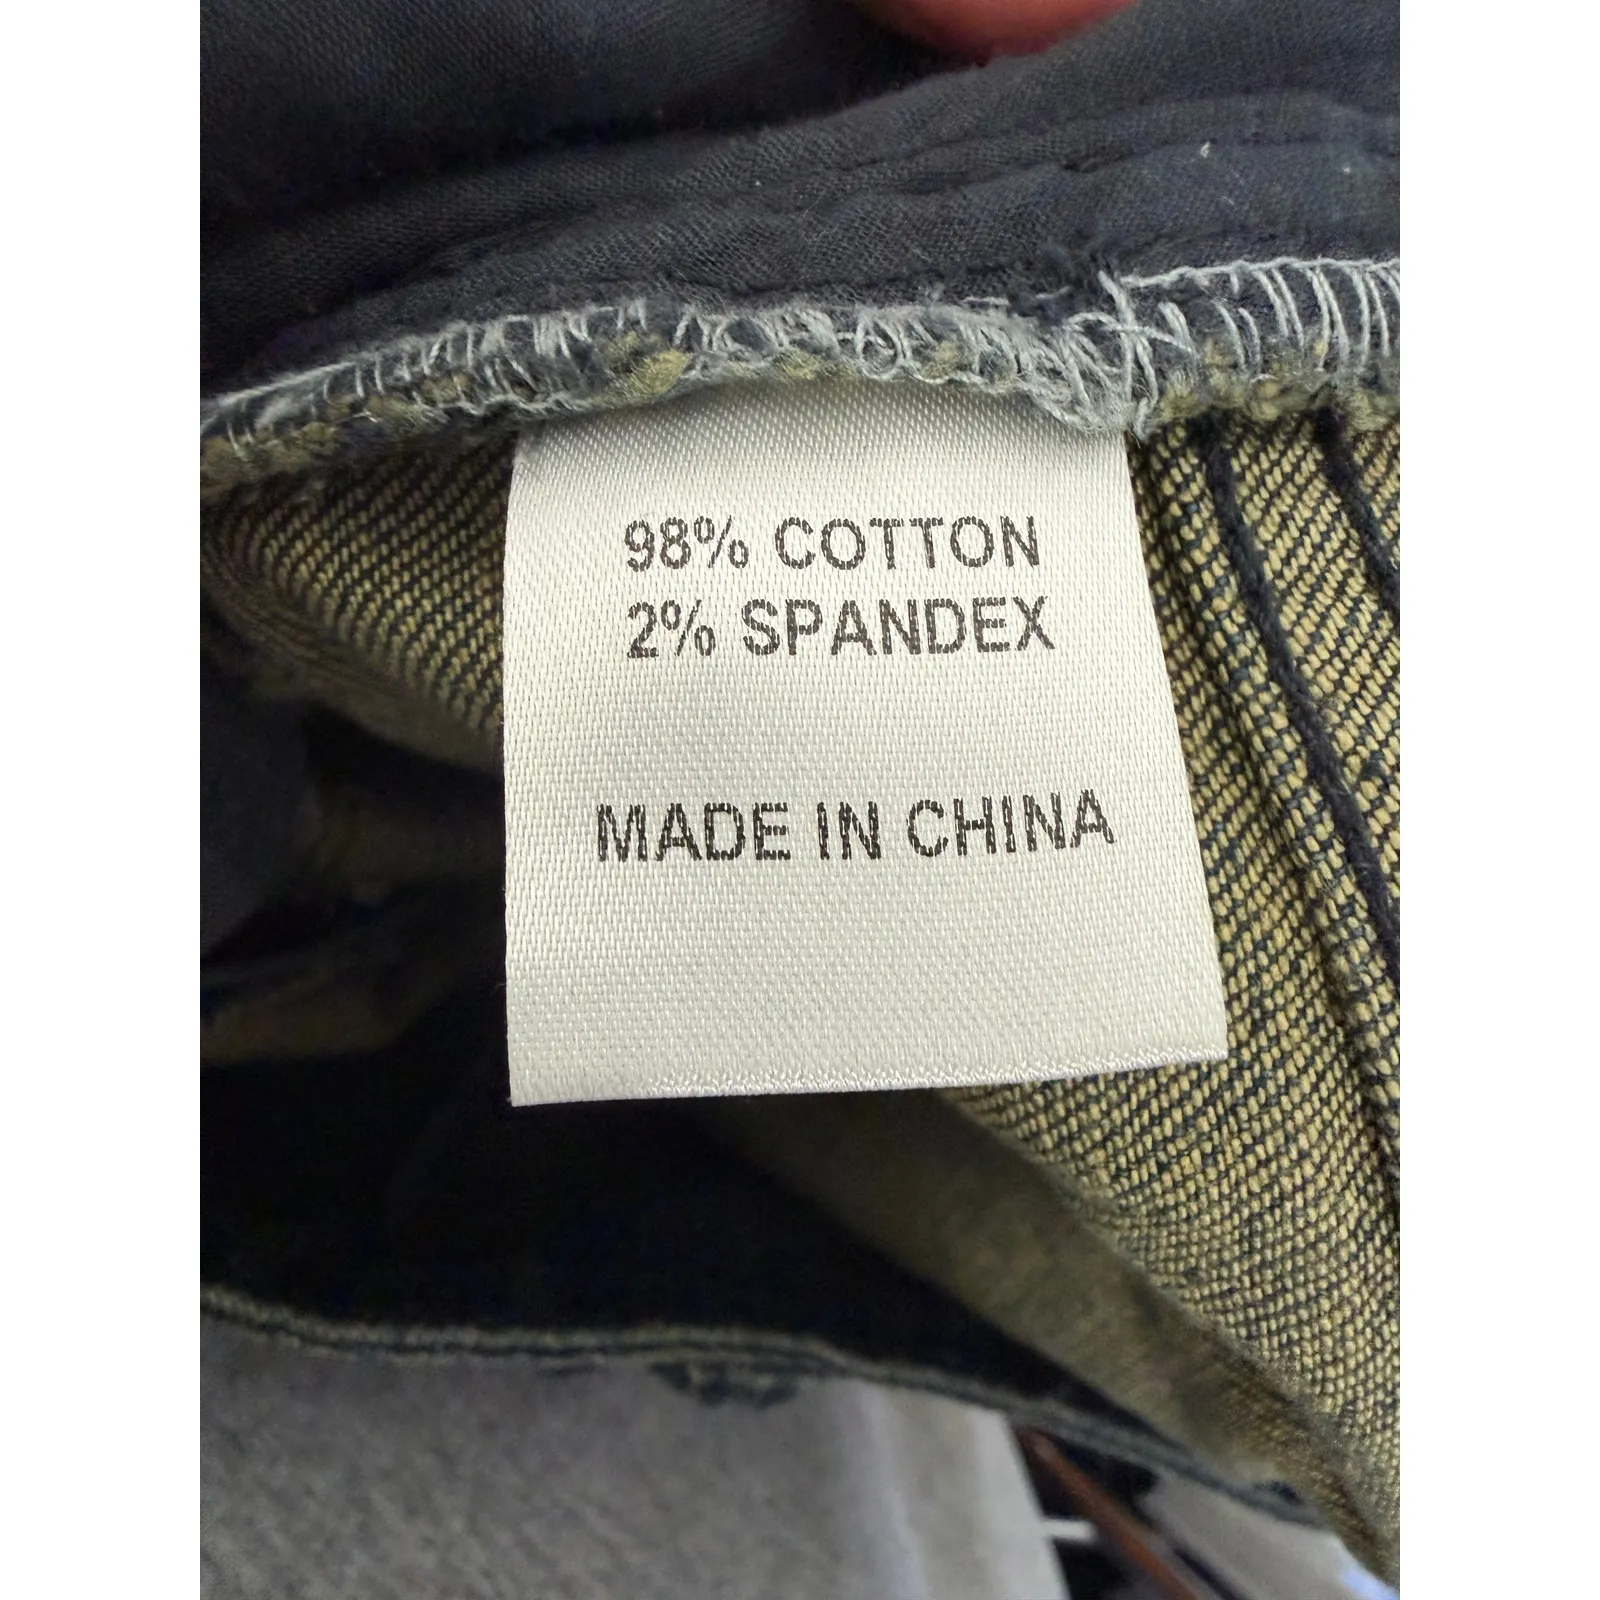 98% COTTON
2% SPANDEX
MADE IN CHINA